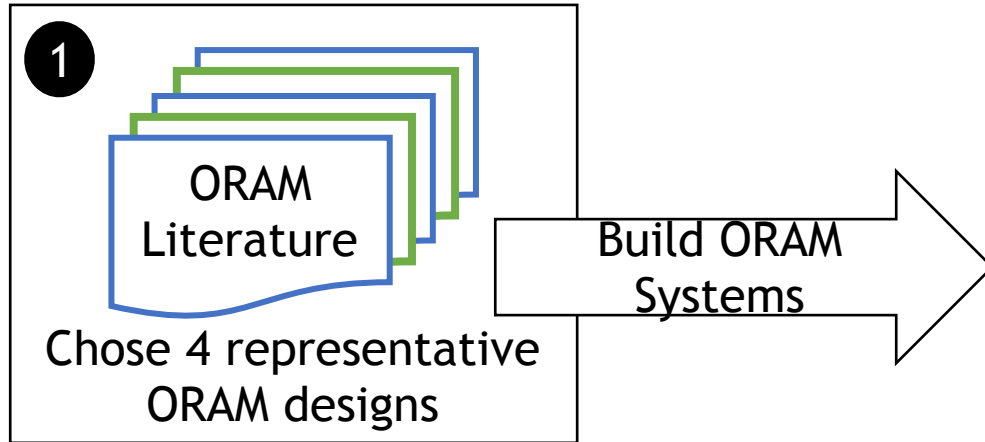 1
ORAM
Literature
Chose 4 representative
ORAM designs
Build ORAM
Systems